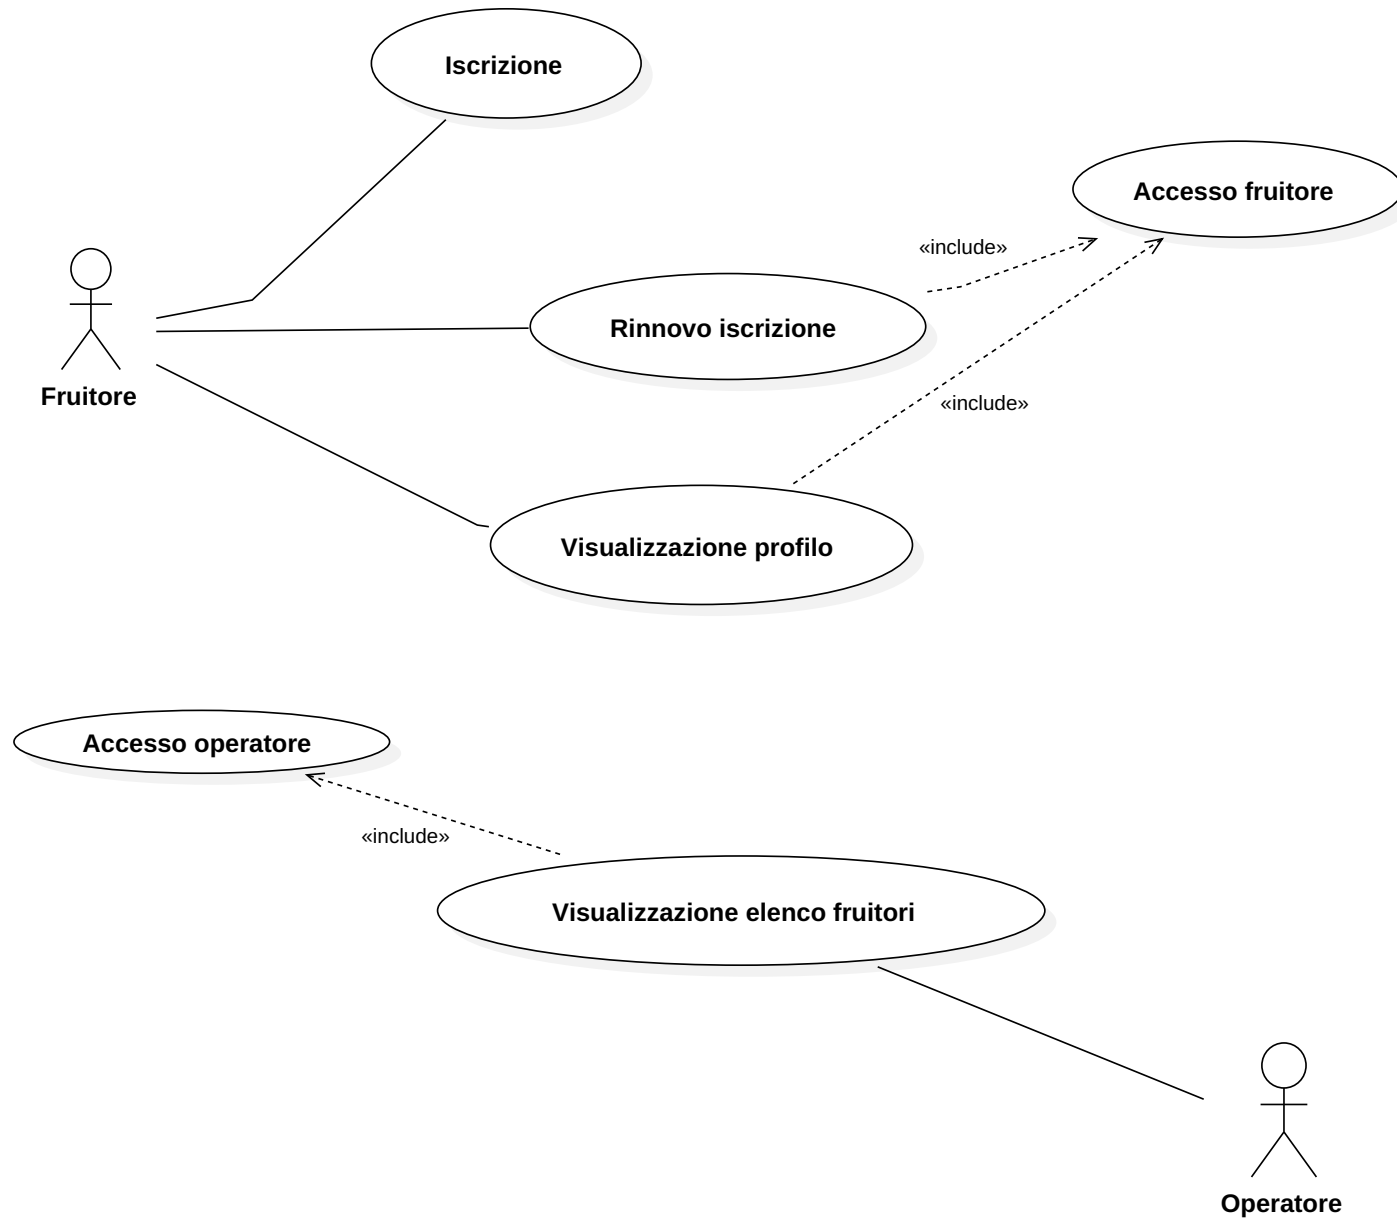 Iscrizione
Accesso fruitore
«include»
Rinnovo iscrizione
Fruitore
«include»
Visualizzazione profilo
Accesso operatore
«include»
Visualizzazione elenco fruitori
Operatore